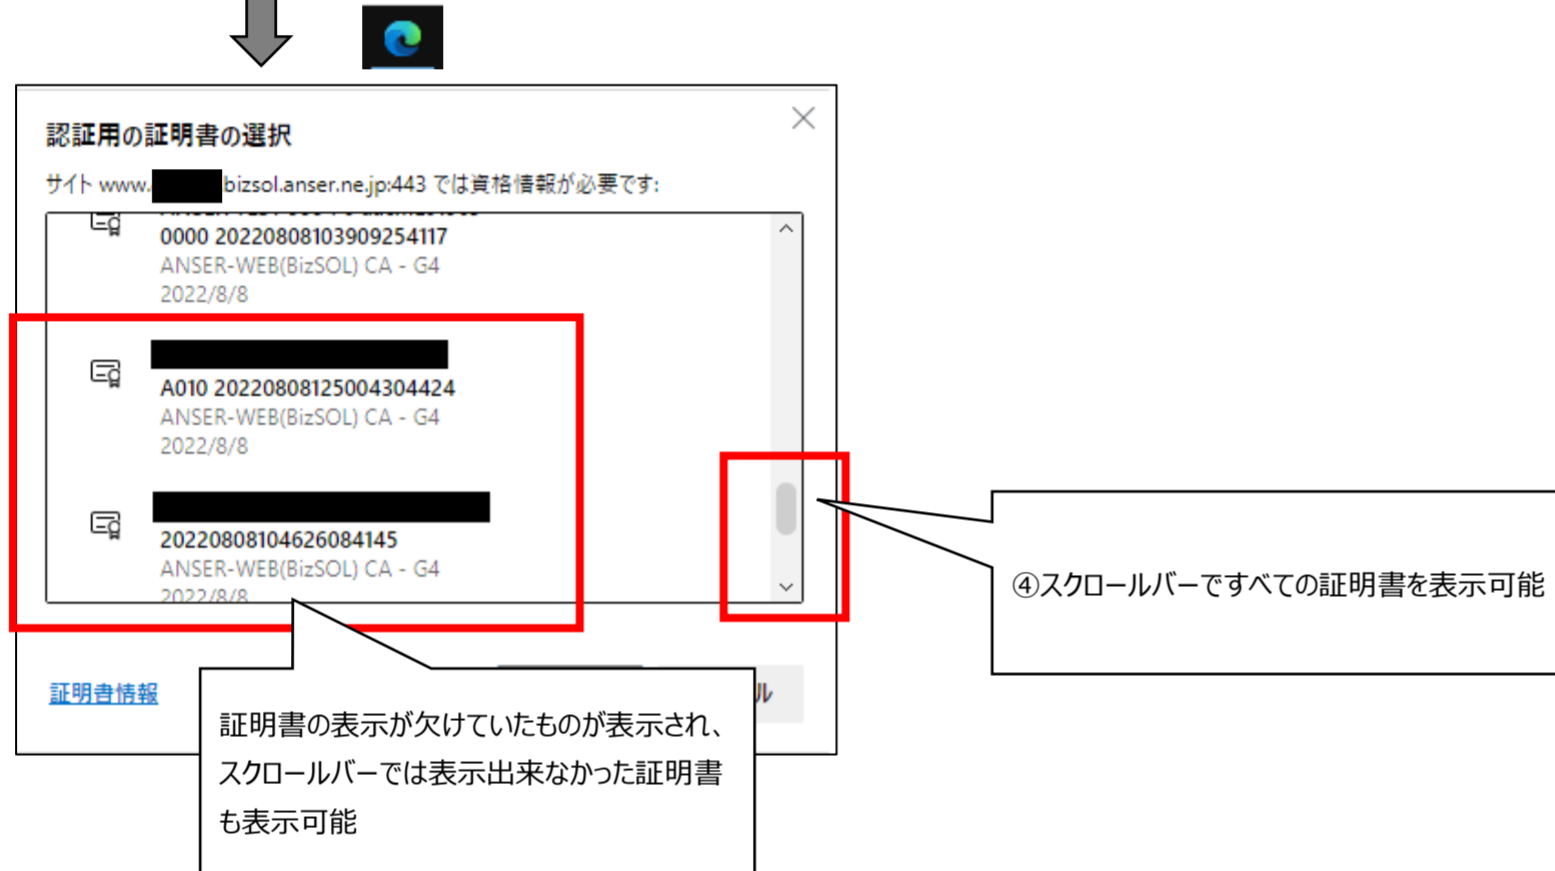 認証用の証明書の選択
サイト www. bizsol.anser.ne.jp:443 では資格情報が必要です:
0000 20220808103909254117
ANSER-WEB(BizSOL) CA - G4
2022/8/8
A010 20220808125004304424
ANSER-WEB(BizSOL) CA - G4
2022/8/8
20220808104626084145
ANSER-WEB(BizSOL) CA - G4
2022/8/8
④スクロールバーですべての証明書を表示可能
証明書情報
ル
証明書の表示が欠けていたものが表示され、
スクロールバーでは表示出来なかった証明書
も表示可能